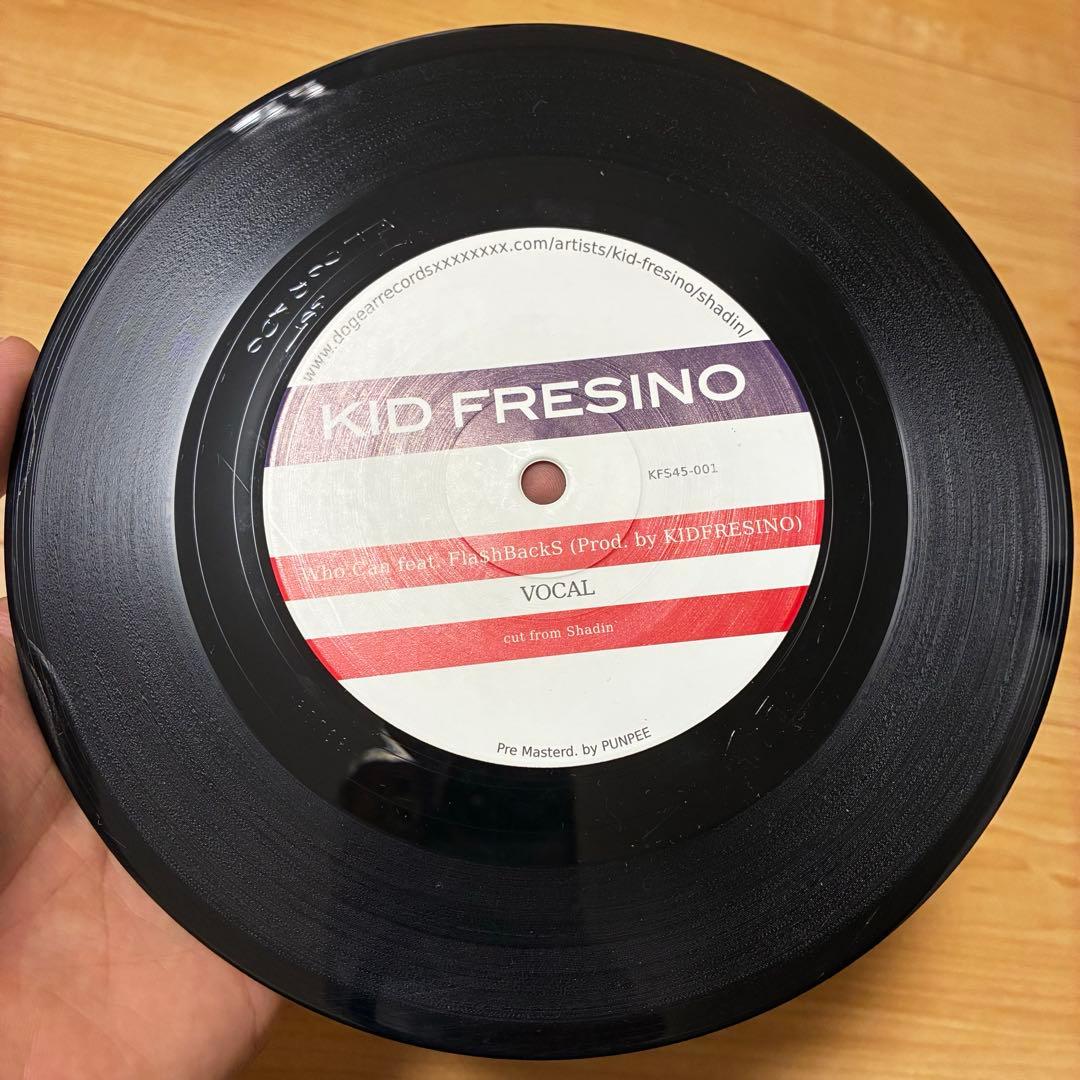 www.dogearrecordsxxxxxxxx.com/artists/kid-fresino/shadin/
KID FRESINO
KFS45-001
Who Can feat. Fla$hBackS (Prod. by KIDFRESINO)
VOCAL
cut from Shadin'
Pre Masterd. by PUNPEE